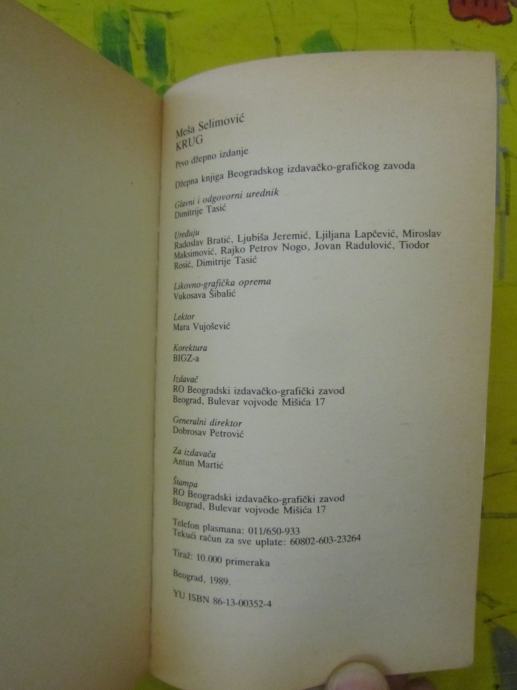 Meša Selimović
KRUG
Prvo džepno izdanje
Džepna knjiga Beogradskog izdavačko-grafičkog zavoda
Glavni i odgovorni urednik
Dimitrije Tasić
Uređuju
Radoslav Bratić, Ljubiša Jeremić, Ljiljana Lapčević, Miroslav
Maksimović, Rajko Petrov Nogo, Jovan Radulović, Tiodor
Rosić, Dimitrije Tasić
Likovno-grafička oprema
Vukosava Šibalić
Lektor
Mara Vujošević
Korektura
BIGZ-a
Izdavač
RO Beogradski izdavačko-grafički zavod
Beograd, Bulevar vojvode Mišića 17
Generalni direktor
Dobrosav Petrović
Za izdavača
Antun Martić
Štampa
RO Beogradski izdavačko-grafički zavod
Beograd, Bulevar vojvode Mišića 17
Telefon plasmana: 011/650-933
Tekući račun za sve uplate: 60802-603-23264
Tiraž: 10.000 primeraka
Beograd, 1989.
YU ISBN 86-13-00352-4